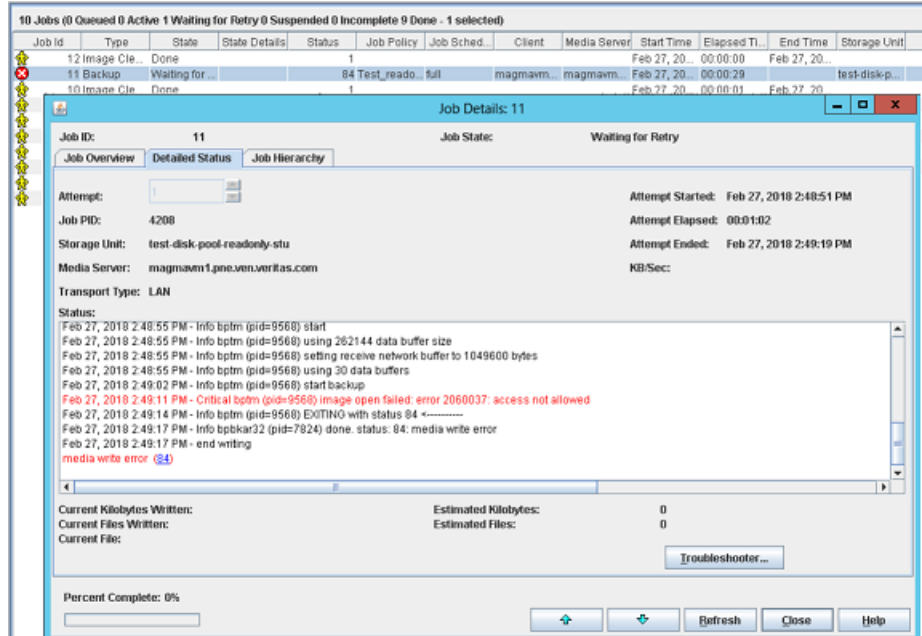 10 Jobs (0 Queued 0 Active 1 Waiting for Retry 0 Suspended 0 Incomplete 9 Done - 1 selected)
Job Id Type State State Details Status Job Policy Job Sched... Client Media Server Start Time Elapsed Ti... End Time Storage Unit
12 Image Cle... Done 1 Feb 27, 20... 00:00:00 Feb 27, 20...
11 Backup Waiting for ... 84 Test_reado... full magmavm... magmavm... Feb 27, 20... 00:00:29 test-disk-p...
10 Image Cle Done 1 Feb 27, 20... 00:00:01 Feb 27, 20
Job Details: 11
Job ID: 11 Job State: Waiting for Retry
Job Overview Detailed Status Job Hierarchy
Attempt: 1 Attempt Started: Feb 27, 2018 2:48:51 PM
Job PID: 4208 Attempt Elapsed: 00:01:02
Storage Unit: test-disk-pool-readonly-stu Attempt Ended: Feb 27, 2018 2:49:19 PM
Media Server: magmavm1.pne.ven.veritas.com KB/Sec:
Transport Type: LAN
Status:
Feb 27, 2018 2:48:55 PM - Info bptm (pid=9568) start
Feb 27, 2018 2:48:55 PM - Info bptm (pid=9568) using 262144 data buffer size
Feb 27, 2018 2:48:55 PM - Info bptm (pid=9568) setting receive network buffer to 1049600 bytes
Feb 27, 2018 2:48:55 PM - Info bptm (pid=9568) using 30 data buffers
Feb 27, 2018 2:49:02 PM - Info bptm (pid=9568) start backup
Feb 27, 2018 2:49:11 PM - Critical bptm (pid=9568) image open failed: error 2060037: access not allowed
Feb 27, 2018 2:49:14 PM - Info bptm (pid=9568) EXITING with status 84 <----------
Feb 27, 2018 2:49:17 PM - Info bpbkar32 (pid=7824) done. status: 84: media write error
Feb 27, 2018 2:49:17 PM - end writing
media write error (84)
Current Kilobytes Written: Estimated Kilobytes: 0
Current Files Written: Estimated Files: 0
Current File:
Troubleshooter...
Percent Complete: 0%
Refresh Close Help